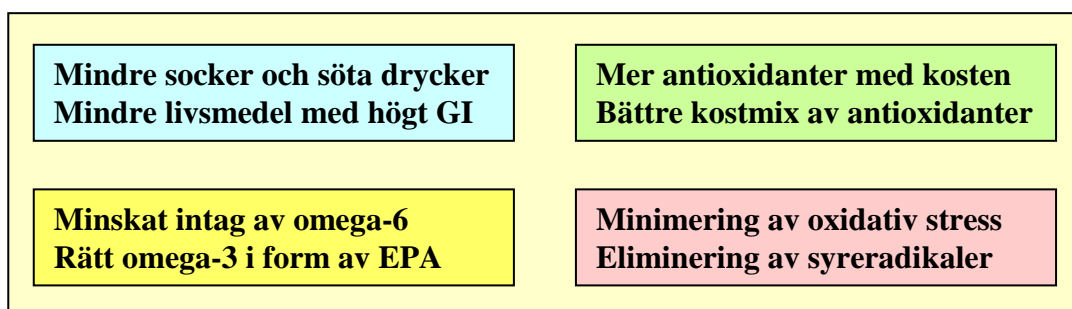 Mindre socker och söta drycker
Mindre livsmedel med högt GI
Mer antioxidanter med kosten
Bättre kostmix av antioxidanter
Minskat intag av omega-6
Rätt omega-3 i form av EPA
Minimering av oxidativ stress
Eliminering av syreradikaler